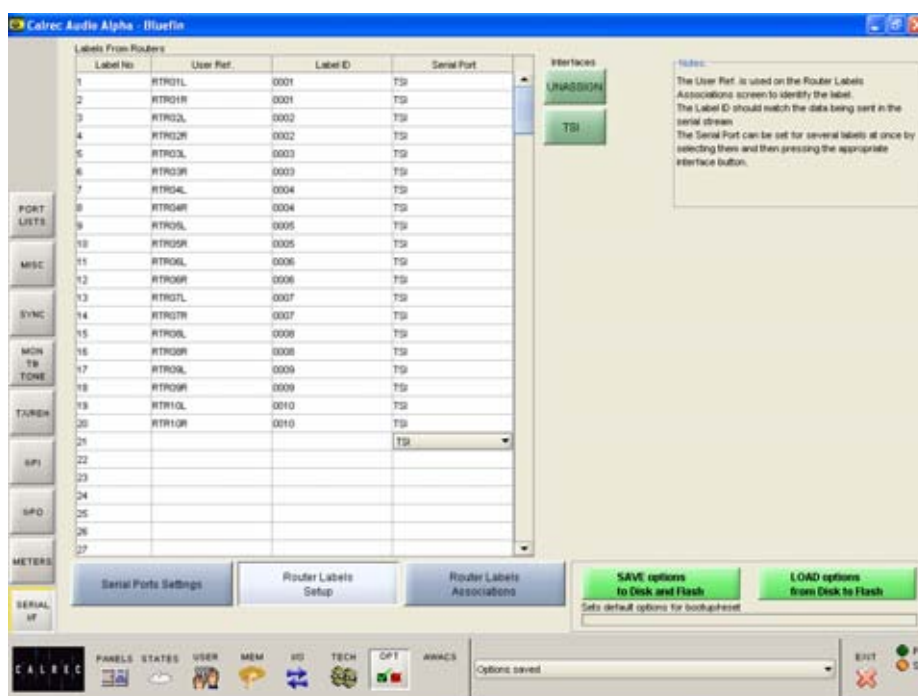 Calrec Audio Alpha - Bluefin
Labels From Routers
Label No User Ref. Label ID Serial Port
1 RTR01L 0001 TSI
2 RTR01R 0001 TSI
3 RTR02L 0002 TSI
4 RTR02R 0002 TSI
5 RTR03L 0003 TSI
6 RTR03R 0003 TSI
7 RTR04L 0004 TSI
8 RTR04R 0004 TSI
9 RTR05L 0005 TSI
10 RTR05R 0005 TSI
11 RTR06L 0006 TSI
12 RTR06R 0006 TSI
13 RTR07L 0007 TSI
14 RTR07R 0007 TSI
15 RTR08L 0008 TSI
16 RTR08R 0008 TSI
17 RTR09L 0009 TSI
18 RTR09R 0009 TSI
19 RTR10L 0010 TSI
20 RTR10R 0010 TSI
21 TSI
22
23
24
25
26
27
Interfaces
UNASSIGN
TSI
Notes:
The User Ref. is used on the Router Labels
Associations screen to identify the label.
The Label ID should match the data being sent in the
serial stream
The Serial Port can be set for several labels at once by
selecting them and then pressing the appropriate
interface button.
PORT
LISTS
MISC
SYNC
MON
TB
TONE
TX/REH
GPI
GPO
METERS
SERIAL
I/F
Serial Ports Settings
Router Labels
Setup
Router Labels
Associations
SAVE options
to Disk and Flash
LOAD options
from Disk to Flash
Sets default options for bootup/reset
CALREC
PANELS STATES USER MEM I/O TECH OPT AWACS
Options saved
EXIT